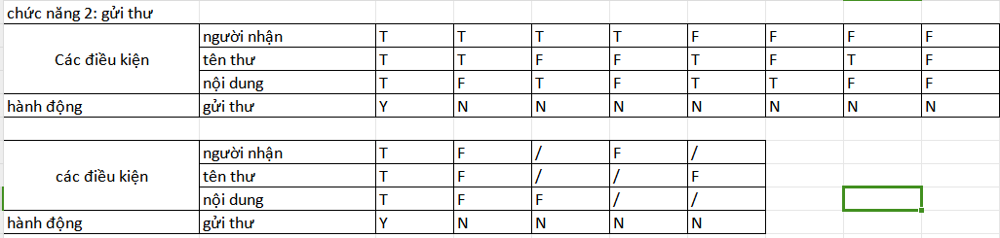 chức năng 2: gửi thư
người nhận T T T T F F F F
Các điều kiện tên thư T T F F T F T F
nội dung T F T F T T F F
hành động gửi thư Y N N N N N N N
người nhận T F / F /
các điều kiện tên thư T F / / F
nội dung T F F / /
hành động gửi thư Y N N N N